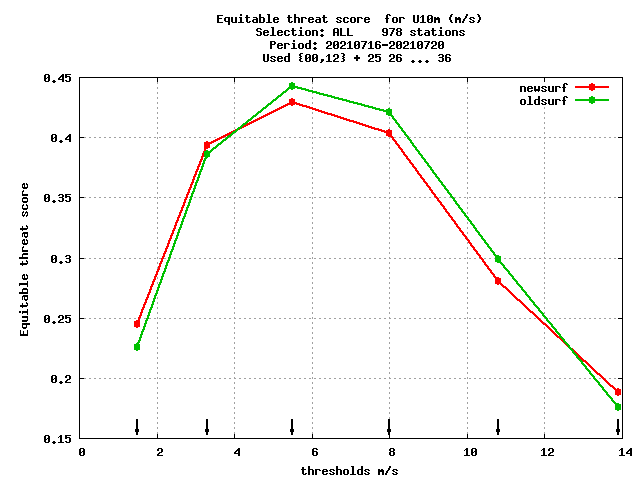 Equitable threat score  for U10m (m/s)
Selection: ALL    978 stations
Period: 20210716-20210720
Used {00,12} + 25 26 ... 36
newsurf
oldsurf
0.45
0.4
0.35
0.3
0.25
0.2
0.15
Equitable threat score
0 2 4 6 8 10 12 14
thresholds m/s